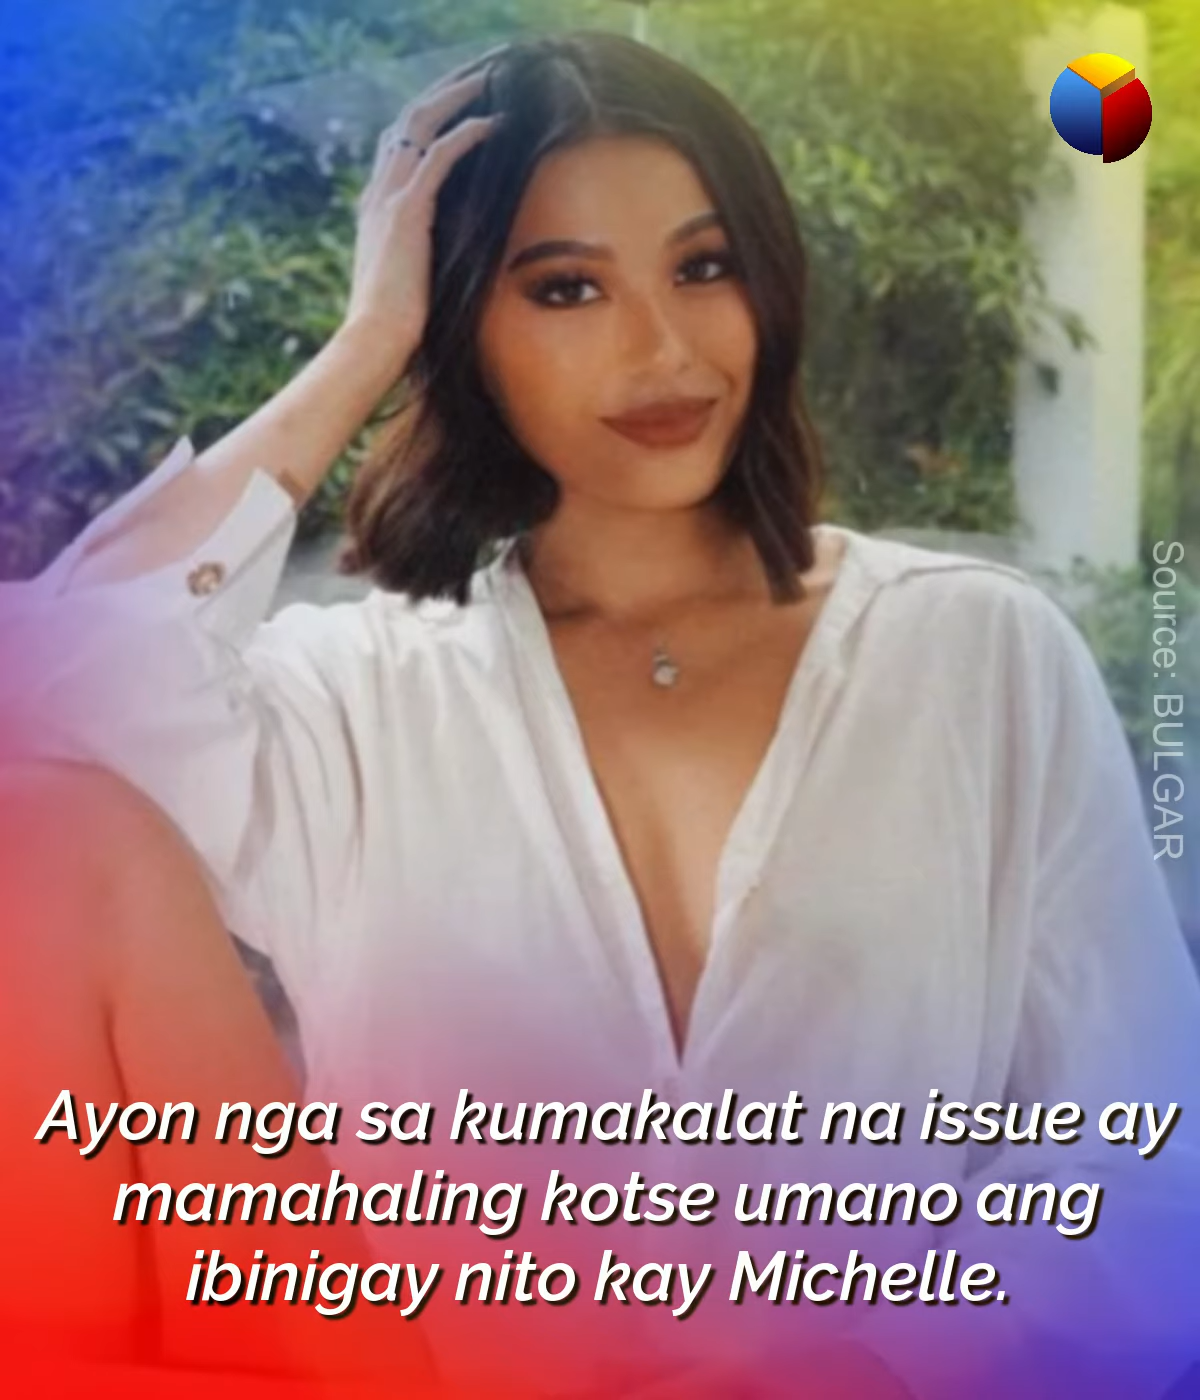 Source: BULGAR
Ayon nga sa kumakalat na issue ay
mamahaling kotse umano ang
ibinigay nito kay Michelle.